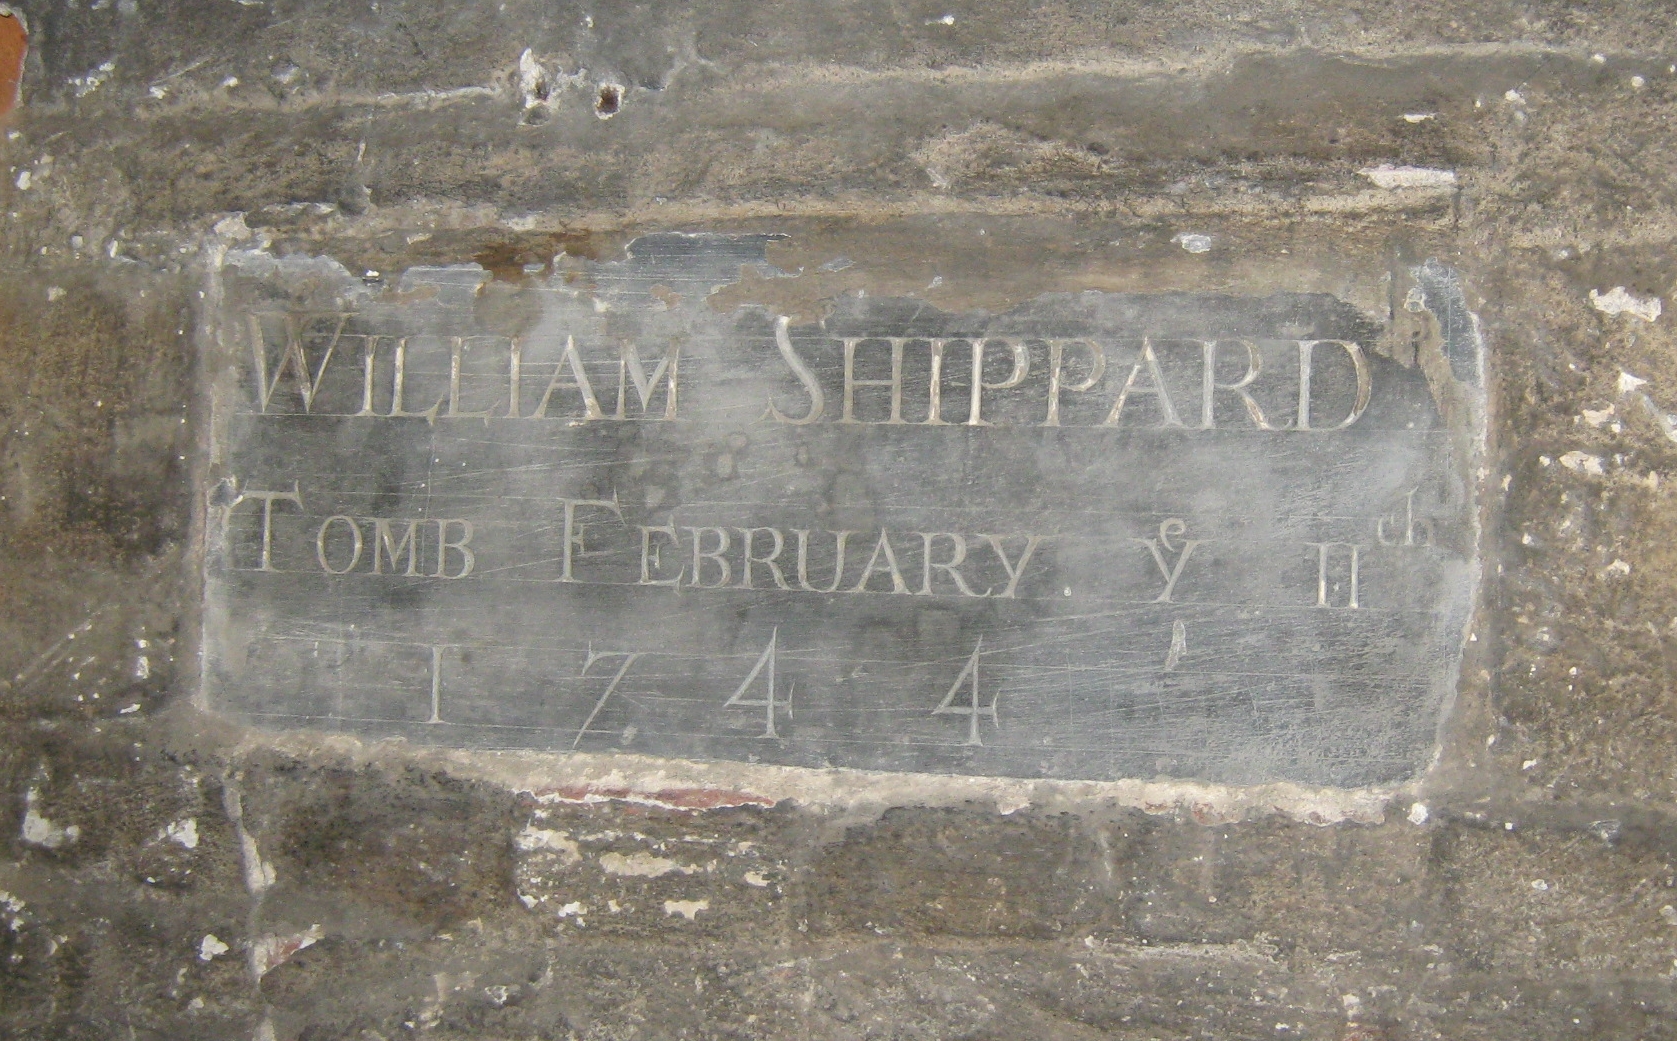 WILLIAM SHIPPARD
TOMB FEBRUARY yᵉ 11ᵗʰ
1744